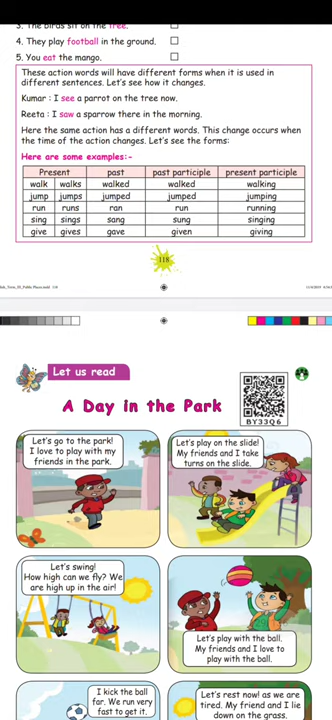 3. The birds sit on the tree.
4. They play football in the ground.
5. You eat the mango.
These action words will have different forms when it is used in
different sentences. Let's see how it changes.
Kumar : I see a parrot on the tree now.
Reeta : I saw a sparrow there in the morning.
Here the same action has a different words. This change occurs when
the time of the action changes. Let's see the forms:
Here are some examples:-
Present past past participle present participle
walk walks walked walked walking
jump jumps jumped jumped jumping
run runs ran run running
sing sings sang sung singing
give gives gave given giving
118
Let us read
A Day in the Park
BY33Q6
Let's go to the park!
I love to play with my
friends in the park.
Let's play on the slide!
My friends and I take
turns on the slide.
Let's swing!
How high can we fly? We
are high up in the air!
Let's play with the ball.
My friends and I love to
play with the ball.
I kick the ball
far. We run very
fast to get it.
Let's rest now! as we are
tired. My friend and I lie
down on the grass.